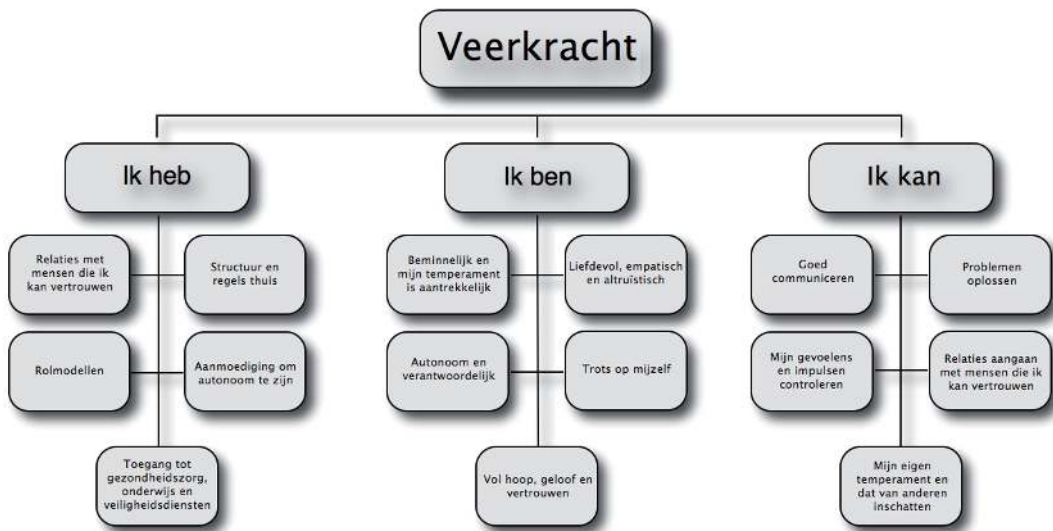 Veerkracht
Ik heb
Ik ben
Ik kan
Relaties met
mensen die ik
kan vertrouwen
Structuur en
regels thuis
Rolmodellen
Aanmoediging om
autonoom te zijn
Toegang tot
gezondheidszorg,
onderwijs en
veiligheidsdiensten
Beminnelijk en
mijn temperament
is aantrekkelijk
Liefdevol, empatisch
en altruïstisch
Autonoom en
verantwoordelijk
Trots op mijzelf
Vol hoop, geloof en
vertrouwen
Goed
communiceren
Problemen
oplossen
Mijn gevoelens
en impulsen
controleren
Relaties aangaan
met mensen die ik
kan vertrouwen
Mijn eigen
temperament en
dat van anderen
inschatten